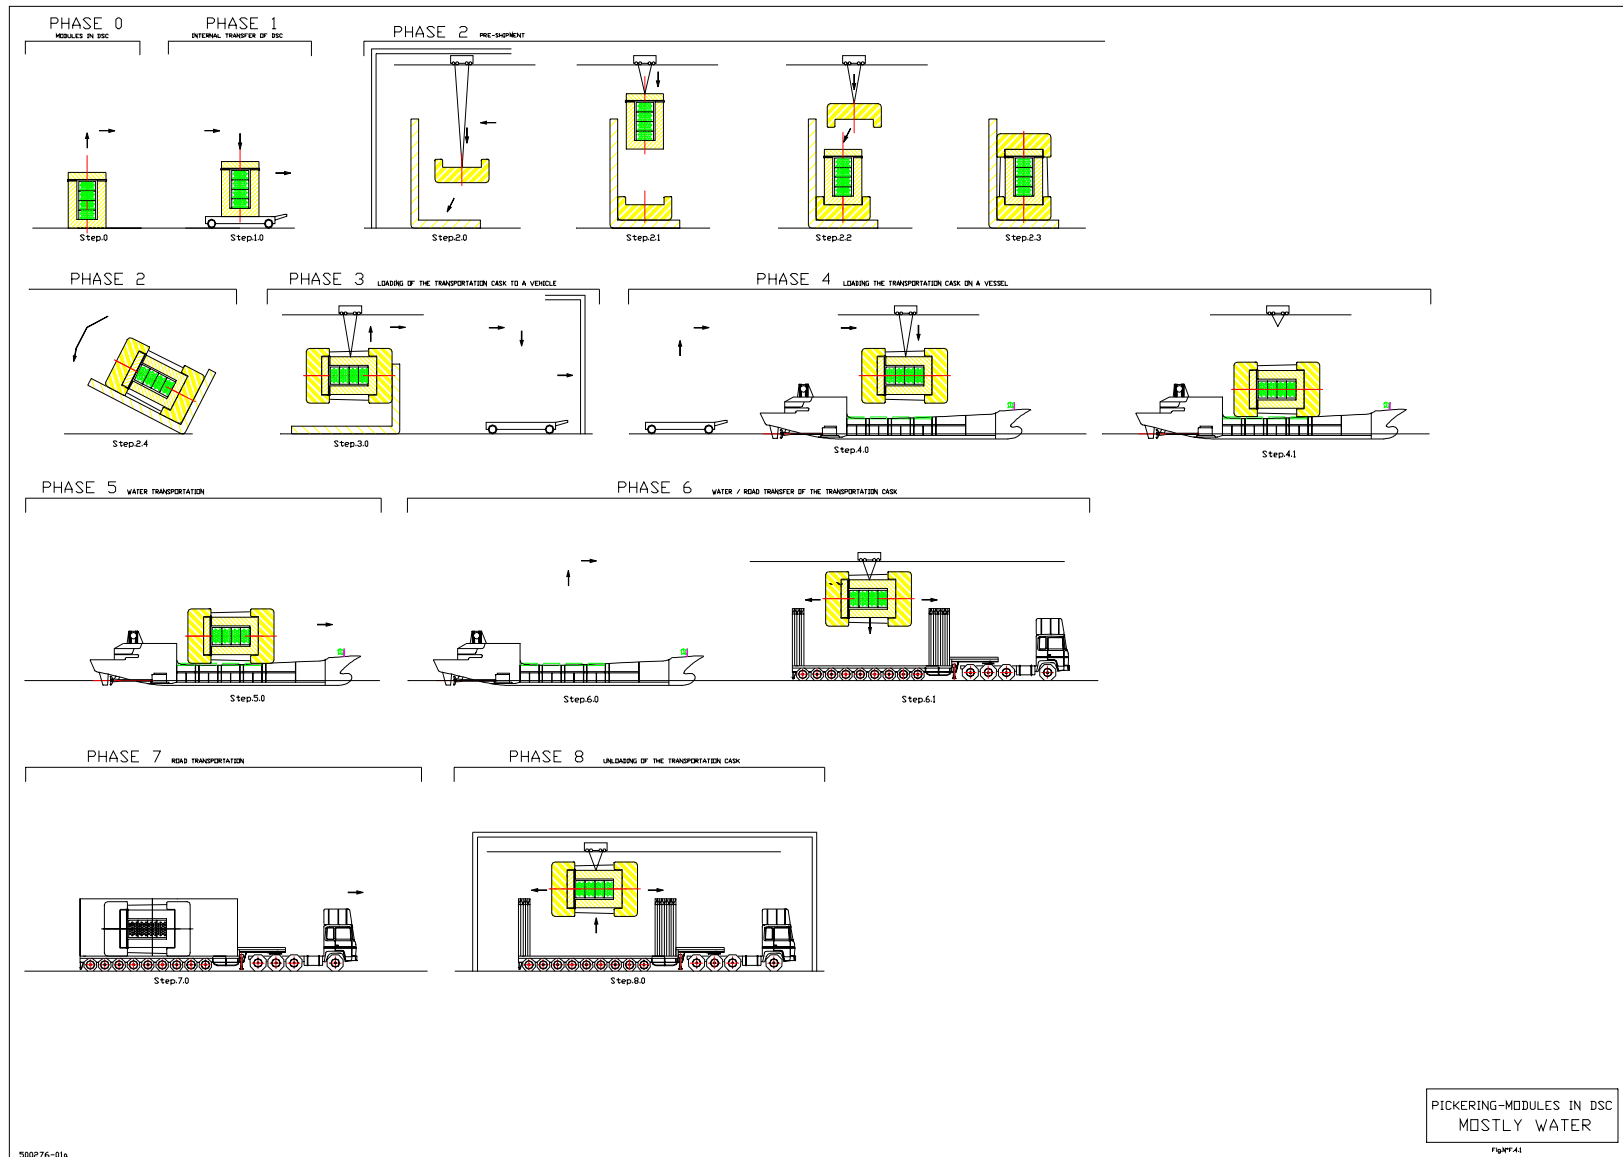 PHASE 0
MODULES IN DSC
PHASE 1
INTERNAL TRANSFER OF DSC
PHASE 2 PRE-SHIPMENT
Step.0
Step.1.0
Step.2.0
Step.2.1
Step.2.2
Step.2.3
PHASE 2
PHASE 3 LOADING OF THE TRANSPORTATION CASK TO A VEHICLE
PHASE 4 LOADING THE TRANSPORTATION CASK ON A VESSEL
Step.2.4
Step.3.0
Step.4.0
Step.4.1
PHASE 5 WATER TRANSPORTATION
PHASE 6 WATER / ROAD TRANSFER OF THE TRANSPORTATION CASK
Step.5.0
Step.6.0
Step.6.1
PHASE 7 ROAD TRANSPORTATION
PHASE 8 UNLOADING OF THE TRANSPORTATION CASK
Step.7.0
Step.8.0
PICKERING-MODULES IN DSC
MOSTLY WATER
Fig.N°F.4.1
500276-01A